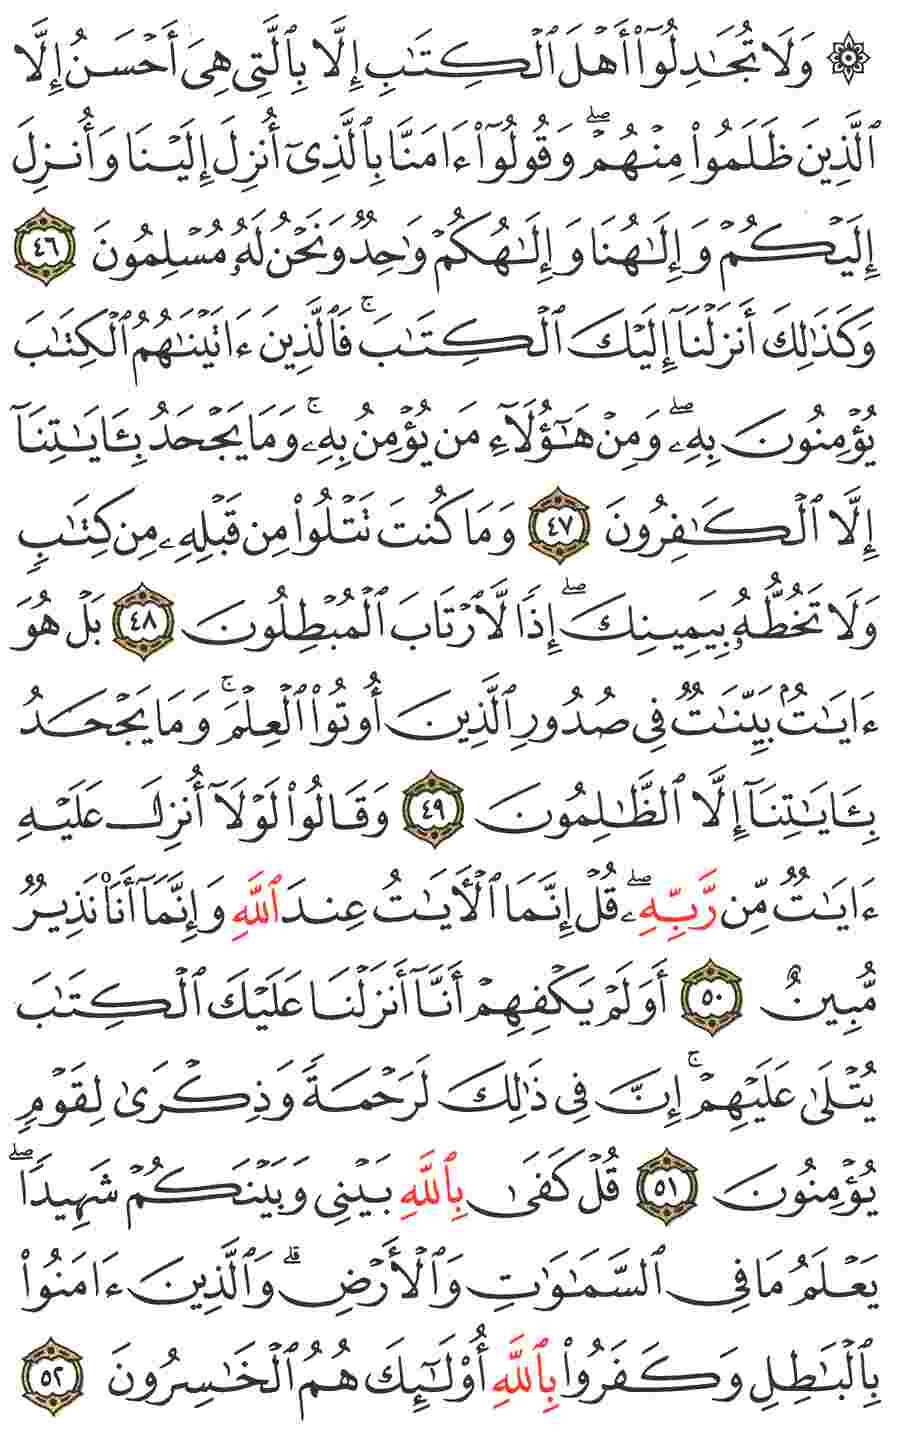 ۞ وَلَا تُجَٰدِلُوٓا۟ أَهْلَ ٱلْكِتَٰبِ إِلَّا بِٱلَّتِى هِىَ أَحْسَنُ إِلَّا
ٱلَّذِينَ ظَلَمُوا۟ مِنْهُمْ ۖ وَقُولُوٓا۟ ءَامَنَّا بِٱلَّذِىٓ أُنزِلَ إِلَيْنَا وَأُنزِلَ
إِلَيْكُمْ وَإِلَٰهُنَا وَإِلَٰهُكُمْ وَٰحِدٌ وَنَحْنُ لَهُۥ مُسْلِمُونَ ٤٦
وَكَذَٰلِكَ أَنزَلْنَآ إِلَيْكَ ٱلْكِتَٰبَ ۚ فَٱلَّذِينَ ءَاتَيْنَٰهُمُ ٱلْكِتَٰبَ
يُؤْمِنُونَ بِهِۦ ۖ وَمِنْ هَٰٓؤُلَآءِ مَن يُؤْمِنُ بِهِۦ ۚ وَمَا يَجْحَدُ بِـَٔايَٰتِنَآ
إِلَّا ٱلْكَٰفِرُونَ ٤٧ وَمَا كُنتَ تَتْلُوا۟ مِن قَبْلِهِۦ مِن كِتَٰبٍ
وَلَا تَخُطُّهُۥ بِيَمِينِكَ ۖ إِذًا لَّٱرْتَابَ ٱلْمُبْطِلُونَ ٤٨ بَلْ هُوَ
ءَايَٰتٌۢ بَيِّنَٰتٌ فِى صُدُورِ ٱلَّذِينَ أُوتُوا۟ ٱلْعِلْمَ ۚ وَمَا يَجْحَدُ
بِـَٔايَٰتِنَآ إِلَّا ٱلظَّٰلِمُونَ ٤٩ وَقَالُوا۟ لَوْلَآ أُنزِلَ عَلَيْهِ
ءَايَٰتٌ مِّن رَّبِّهِۦ ۖ قُلْ إِنَّمَا ٱلْـَٔايَٰتُ عِندَ ٱللَّهِ وَإِنَّمَآ أَنَا۠ نَذِيرٌ
مُّبِينٌ ٥٠ أَوَلَمْ يَكْفِهِمْ أَنَّآ أَنزَلْنَا عَلَيْكَ ٱلْكِتَٰبَ
يُتْلَىٰ عَلَيْهِمْ ۚ إِنَّ فِى ذَٰلِكَ لَرَحْمَةً وَذِكْرَىٰ لِقَوْمٍ
يُؤْمِنُونَ ٥١ قُلْ كَفَىٰ بِٱللَّهِ بَيْنِى وَبَيْنَكُمْ شَهِيدًا ۖ
يَعْلَمُ مَا فِى ٱلسَّمَٰوَٰتِ وَٱلْأَرْضِ ۗ وَٱلَّذِينَ ءَامَنُوا۟
بِٱلْبَٰطِلِ وَكَفَرُوا۟ بِٱللَّهِ أُو۟لَٰٓئِكَ هُمُ ٱلْخَٰسِرُونَ ٥٢